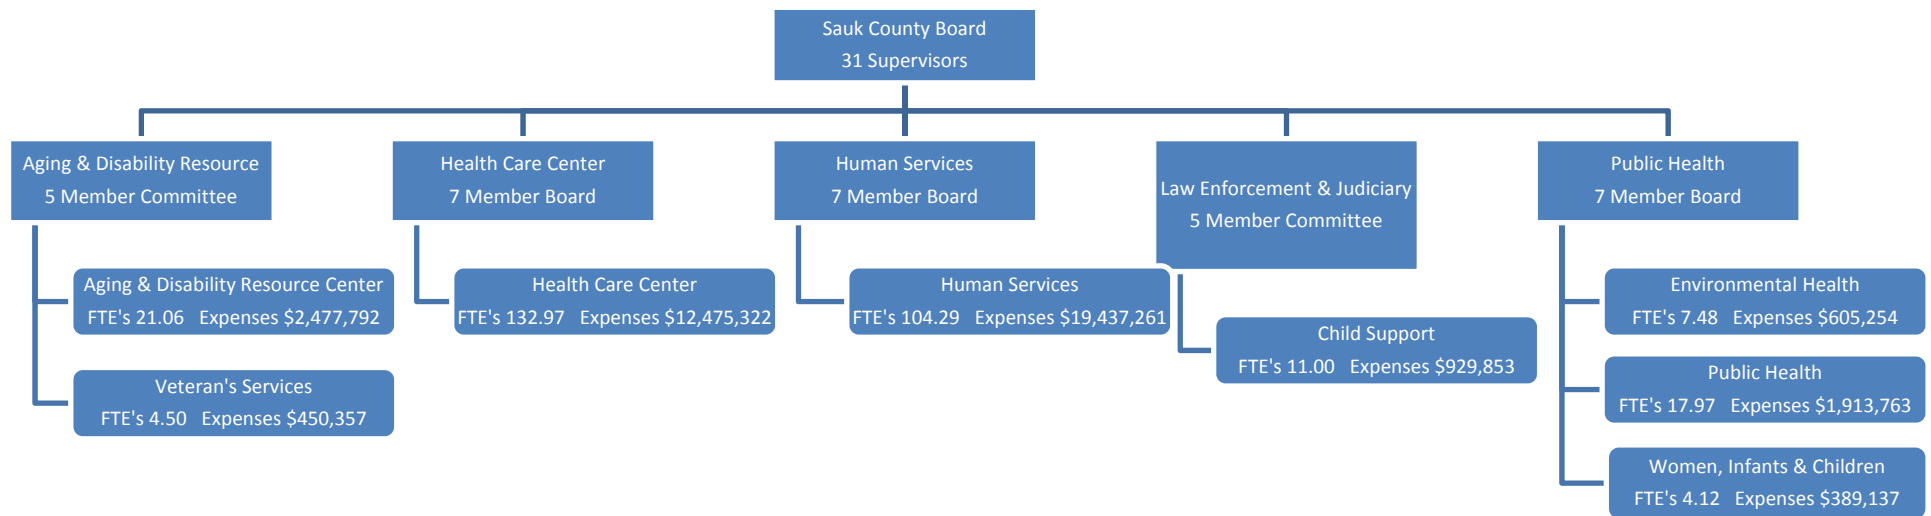 Sauk County Board
31 Supervisors
Aging & Disability Resource
5 Member Committee
Health Care Center
7 Member Board
Human Services
7 Member Board
Law Enforcement & Judiciary
5 Member Committee
Public Health
7 Member Board
Aging & Disability Resource Center
FTE's 21.06 Expenses $2,477,792
Veteran's Services
FTE's 4.50 Expenses $450,357
Health Care Center
FTE's 132.97 Expenses $12,475,322
Human Services
FTE's 104.29 Expenses $19,437,261
Child Support
FTE's 11.00 Expenses $929,853
Environmental Health
FTE's 7.48 Expenses $605,254
Public Health
FTE's 17.97 Expenses $1,913,763
Women, Infants & Children
FTE's 4.12 Expenses $389,137